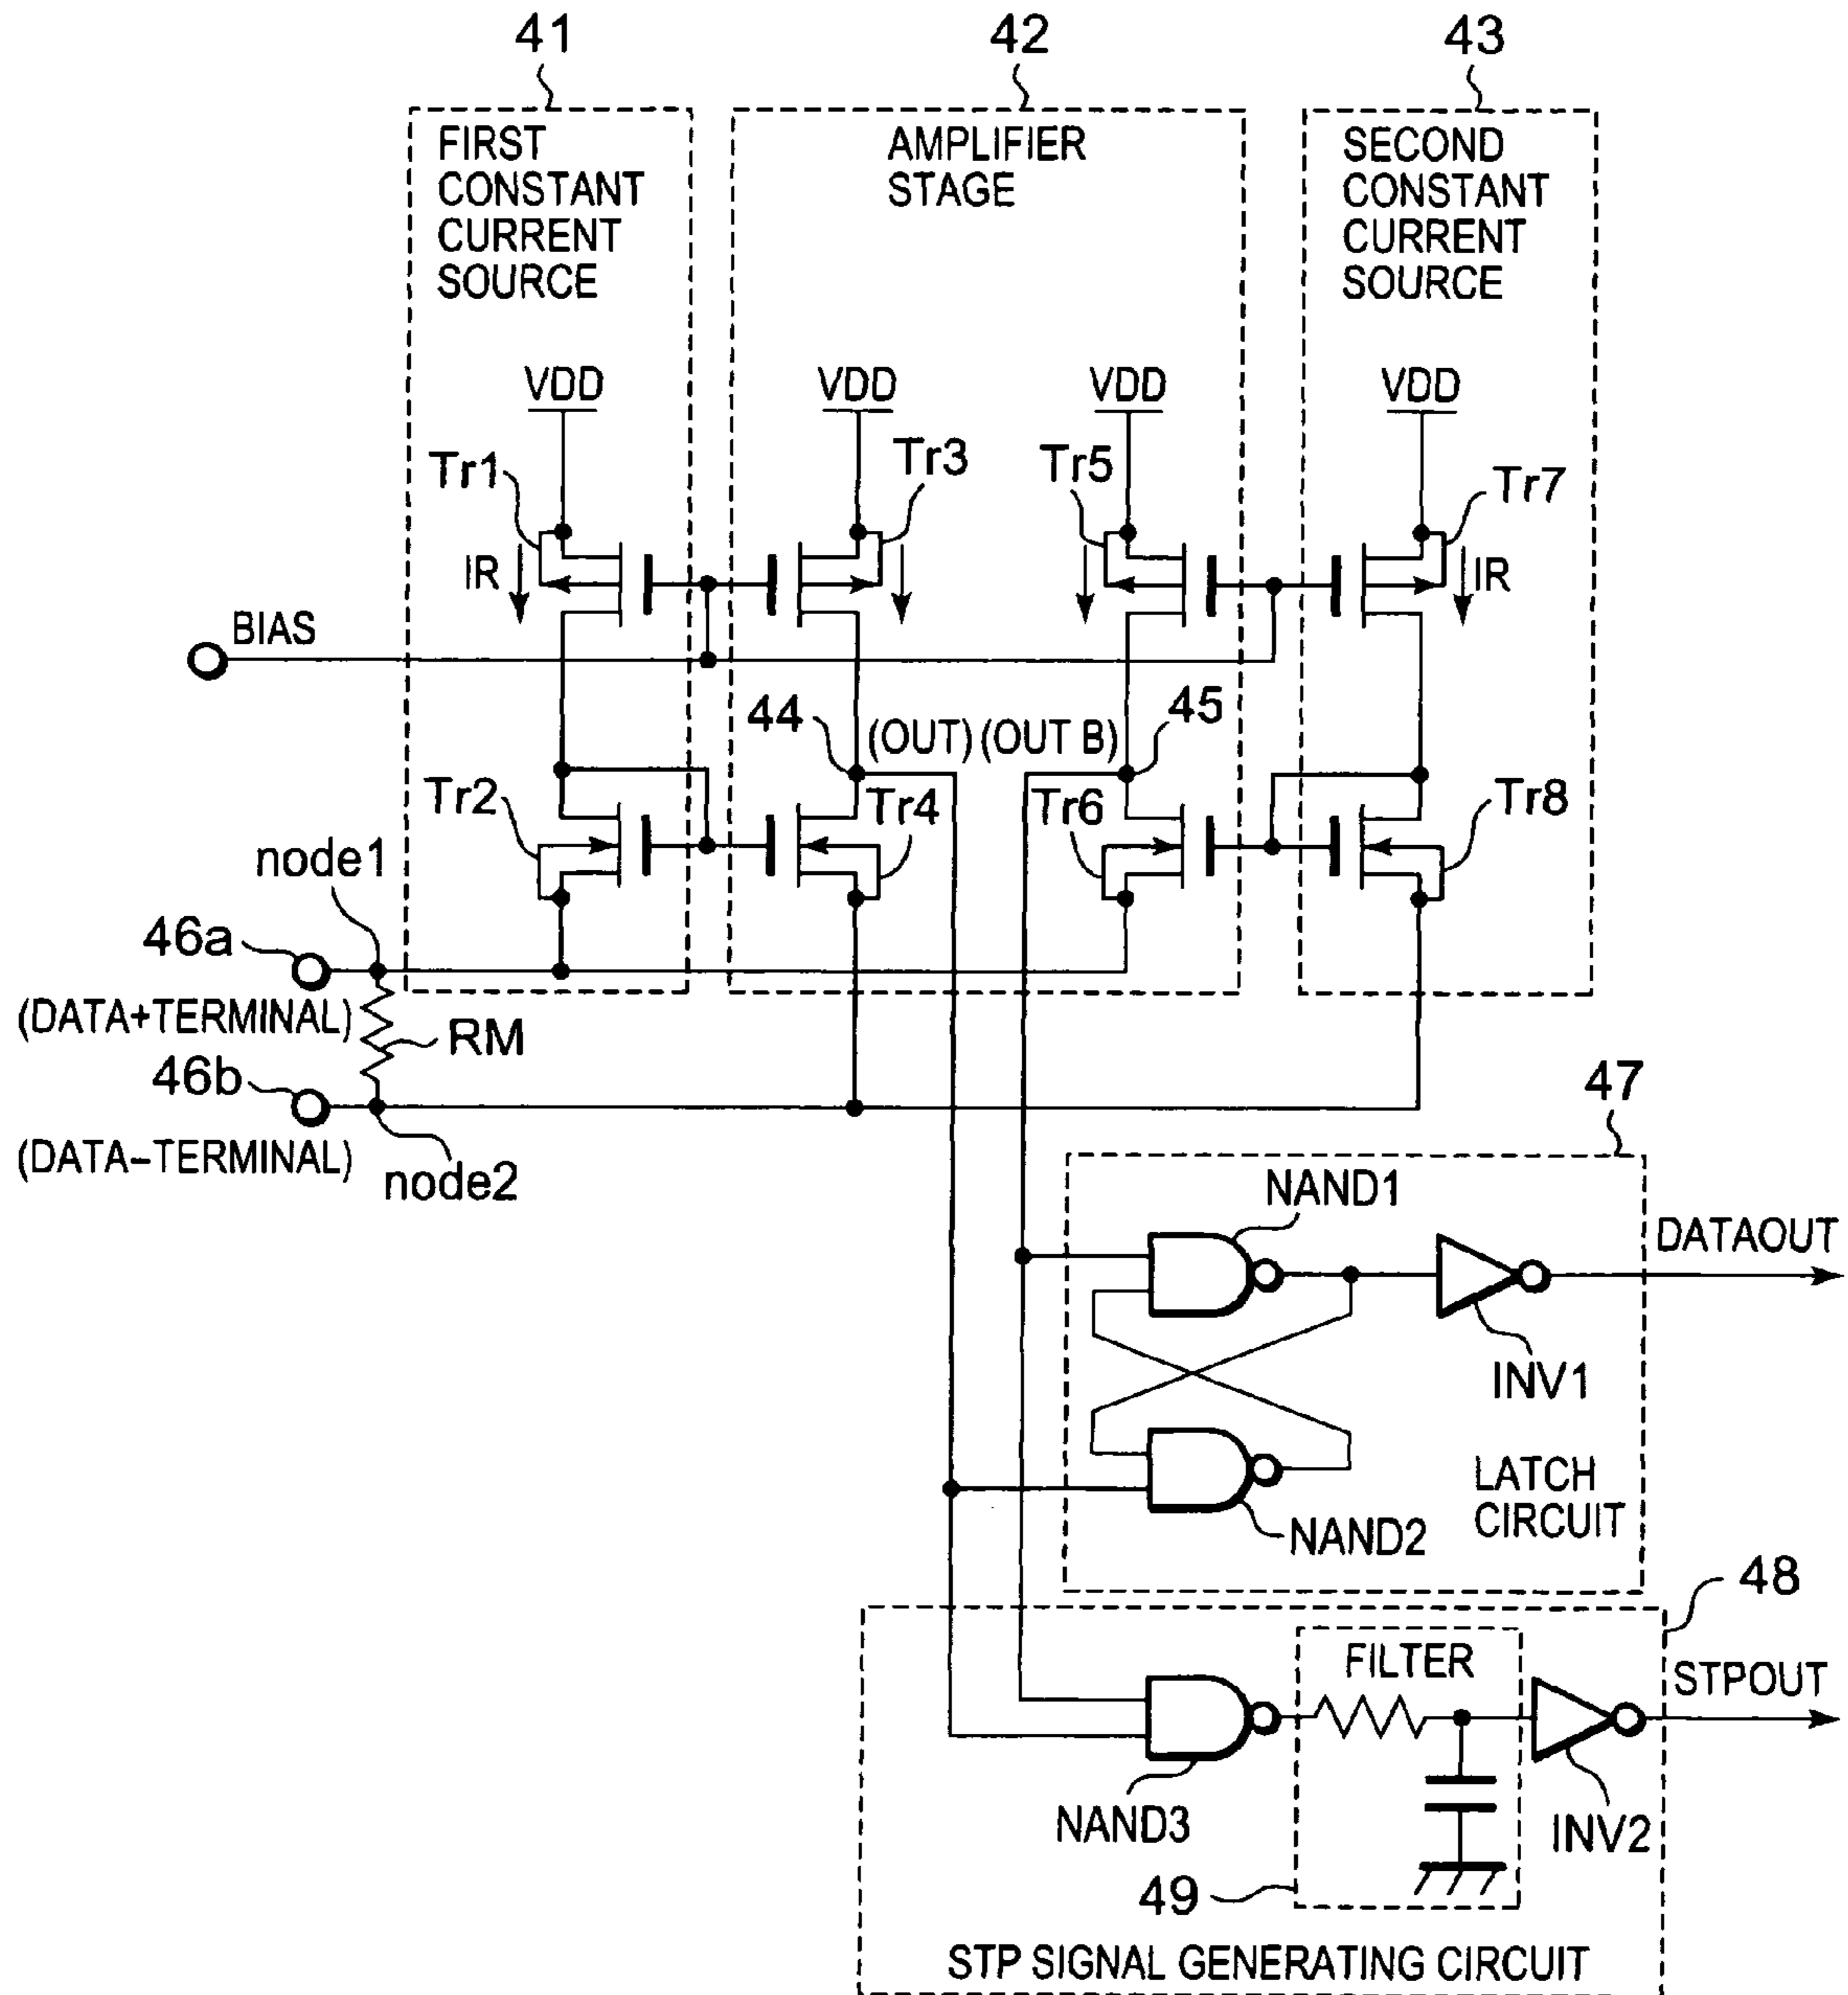 41
42
43
FIRST
CONSTANT
CURRENT
SOURCE
AMPLIFIER
STAGE
SECOND
CONSTANT
CURRENT
SOURCE
VDD
VDD
VDD
VDD
Tr1
Tr3
Tr5
Tr7
IR
IR
BIAS
44
(OUT)
(OUT B)
45
Tr2
Tr4
Tr6
Tr8
node1
46a
(DATA+TERMINAL)
RM
46b
(DATA−TERMINAL)
node2
47
NAND1
DATAOUT
INV1
LATCH
CIRCUIT
NAND2
48
FILTER
STPOUT
NAND3
INV2
49
STP SIGNAL GENERATING CIRCUIT